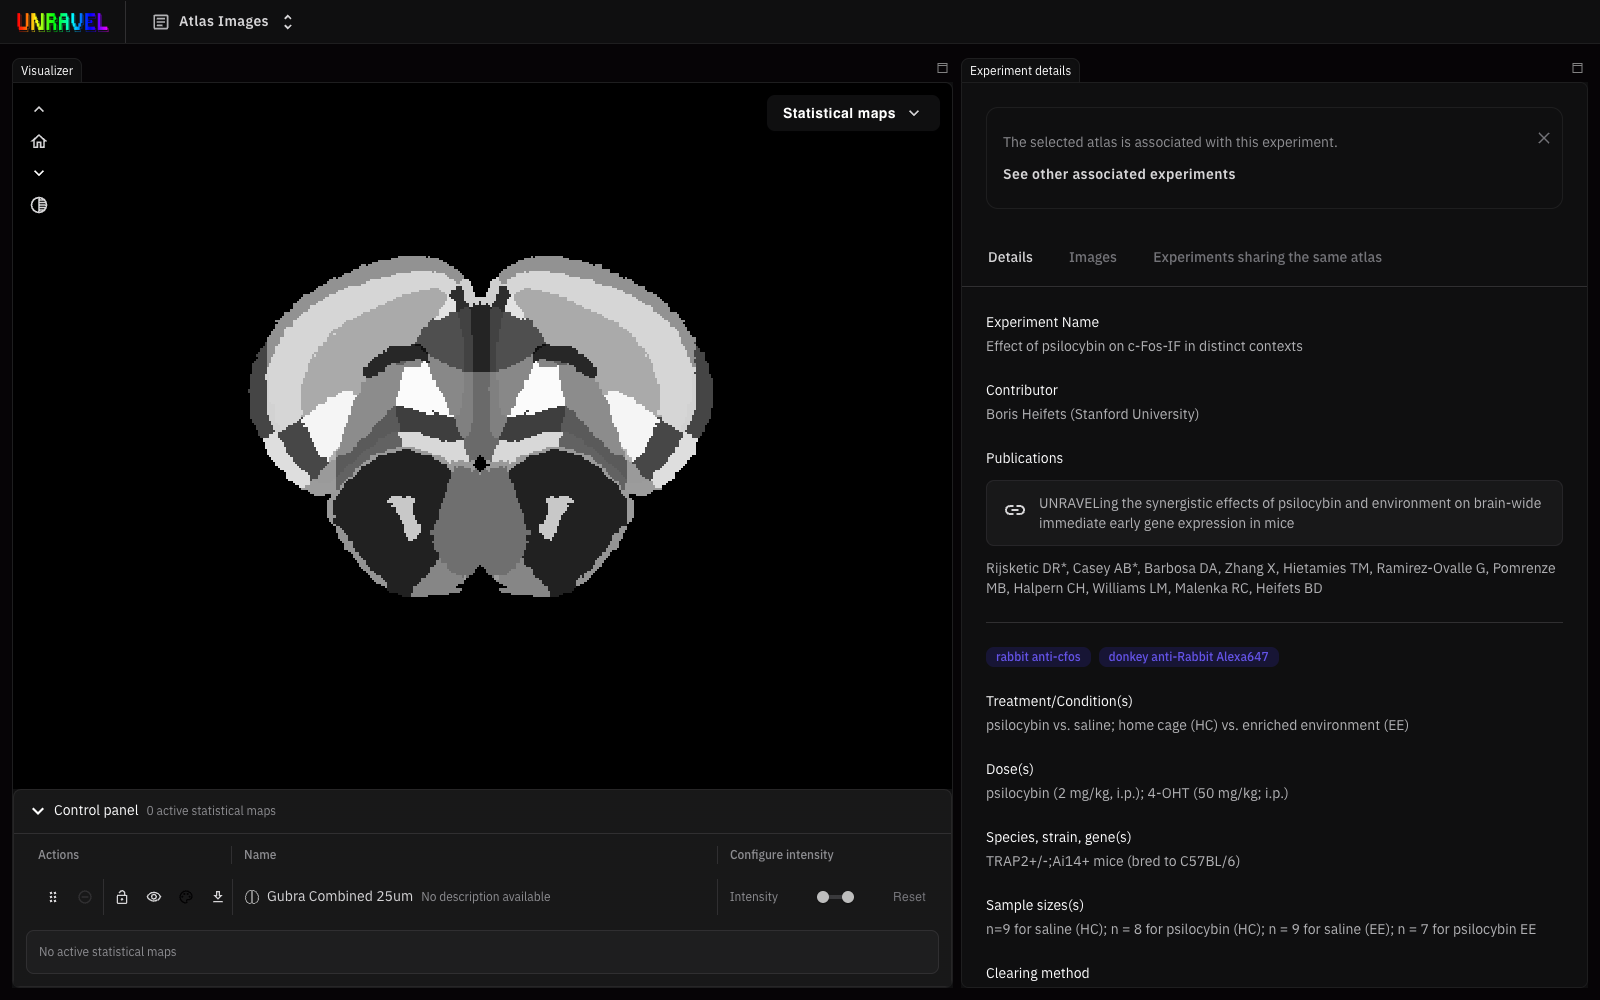 UNRAVEL
Atlas Images
Visualizer
Statistical maps
Control panel 0 active statistical maps
Actions Name Configure intensity
Gubra Combined 25um No description available Intensity Reset
No active statistical maps
Experiment details
The selected atlas is associated with this experiment.
See other associated experiments
Details Images Experiments sharing the same atlas
Experiment Name
Effect of psilocybin on c-Fos-IF in distinct contexts
Contributor
Boris Heifets (Stanford University)
Publications
UNRAVELing the synergistic effects of psilocybin and environment on brain-wide
immediate early gene expression in mice
Rijsketic DR*, Casey AB*, Barbosa DA, Zhang X, Hietamies TM, Ramirez-Ovalle G, Pomrenze
MB, Halpern CH, Williams LM, Malenka RC, Heifets BD
rabbit anti-cfos donkey anti-Rabbit Alexa647
Treatment/Condition(s)
psilocybin vs. saline; home cage (HC) vs. enriched environment (EE)
Dose(s)
psilocybin (2 mg/kg, i.p.); 4-OHT (50 mg/kg; i.p.)
Species, strain, gene(s)
TRAP2+/-;Ai14+ mice (bred to C57BL/6)
Sample sizes(s)
n=9 for saline (HC); n = 8 for psilocybin (HC); n = 9 for saline (EE); n = 7 for psilocybin EE
Clearing method